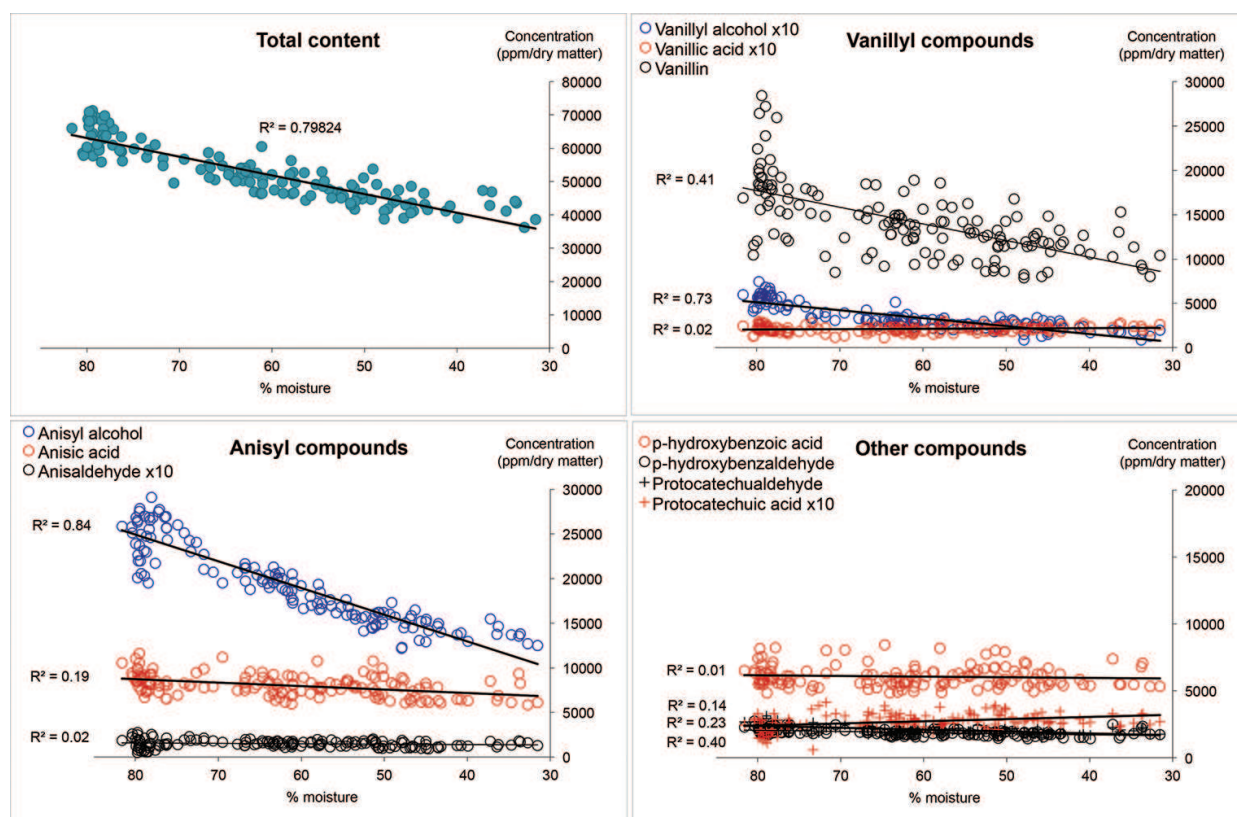 Total content
Concentration
(ppm/dry matter)
80000
70000
60000
50000
40000
30000
20000
10000
0
R² = 0.79824
80 70 60 50 40 30
% moisture
Vanillyl alcohol x10
Vanillic acid x10
Vanillin
Vanillyl compounds
Concentration
(ppm/dry matter)
30000
25000
20000
15000
10000
5000
0
R² = 0.41
R² = 0.73
R² = 0.02
80 70 60 50 40 30
% moisture
Anisyl alcohol
Anisic acid
Anisaldehyde x10
Anisyl compounds
Concentration
(ppm/dry matter)
30000
25000
20000
15000
10000
5000
0
R² = 0.84
R² = 0.19
R² = 0.02
80 70 60 50 40 30
% moisture
p-hydroxybenzoic acid
p-hydroxybenzaldehyde
Protocatechualdehyde
Protocatechuic acid x10
Other compounds
Concentration
(ppm/dry matter)
20000
15000
10000
5000
0
R² = 0.01
R² = 0.14
R² = 0.23
R² = 0.40
80 70 60 50 40 30
% moisture